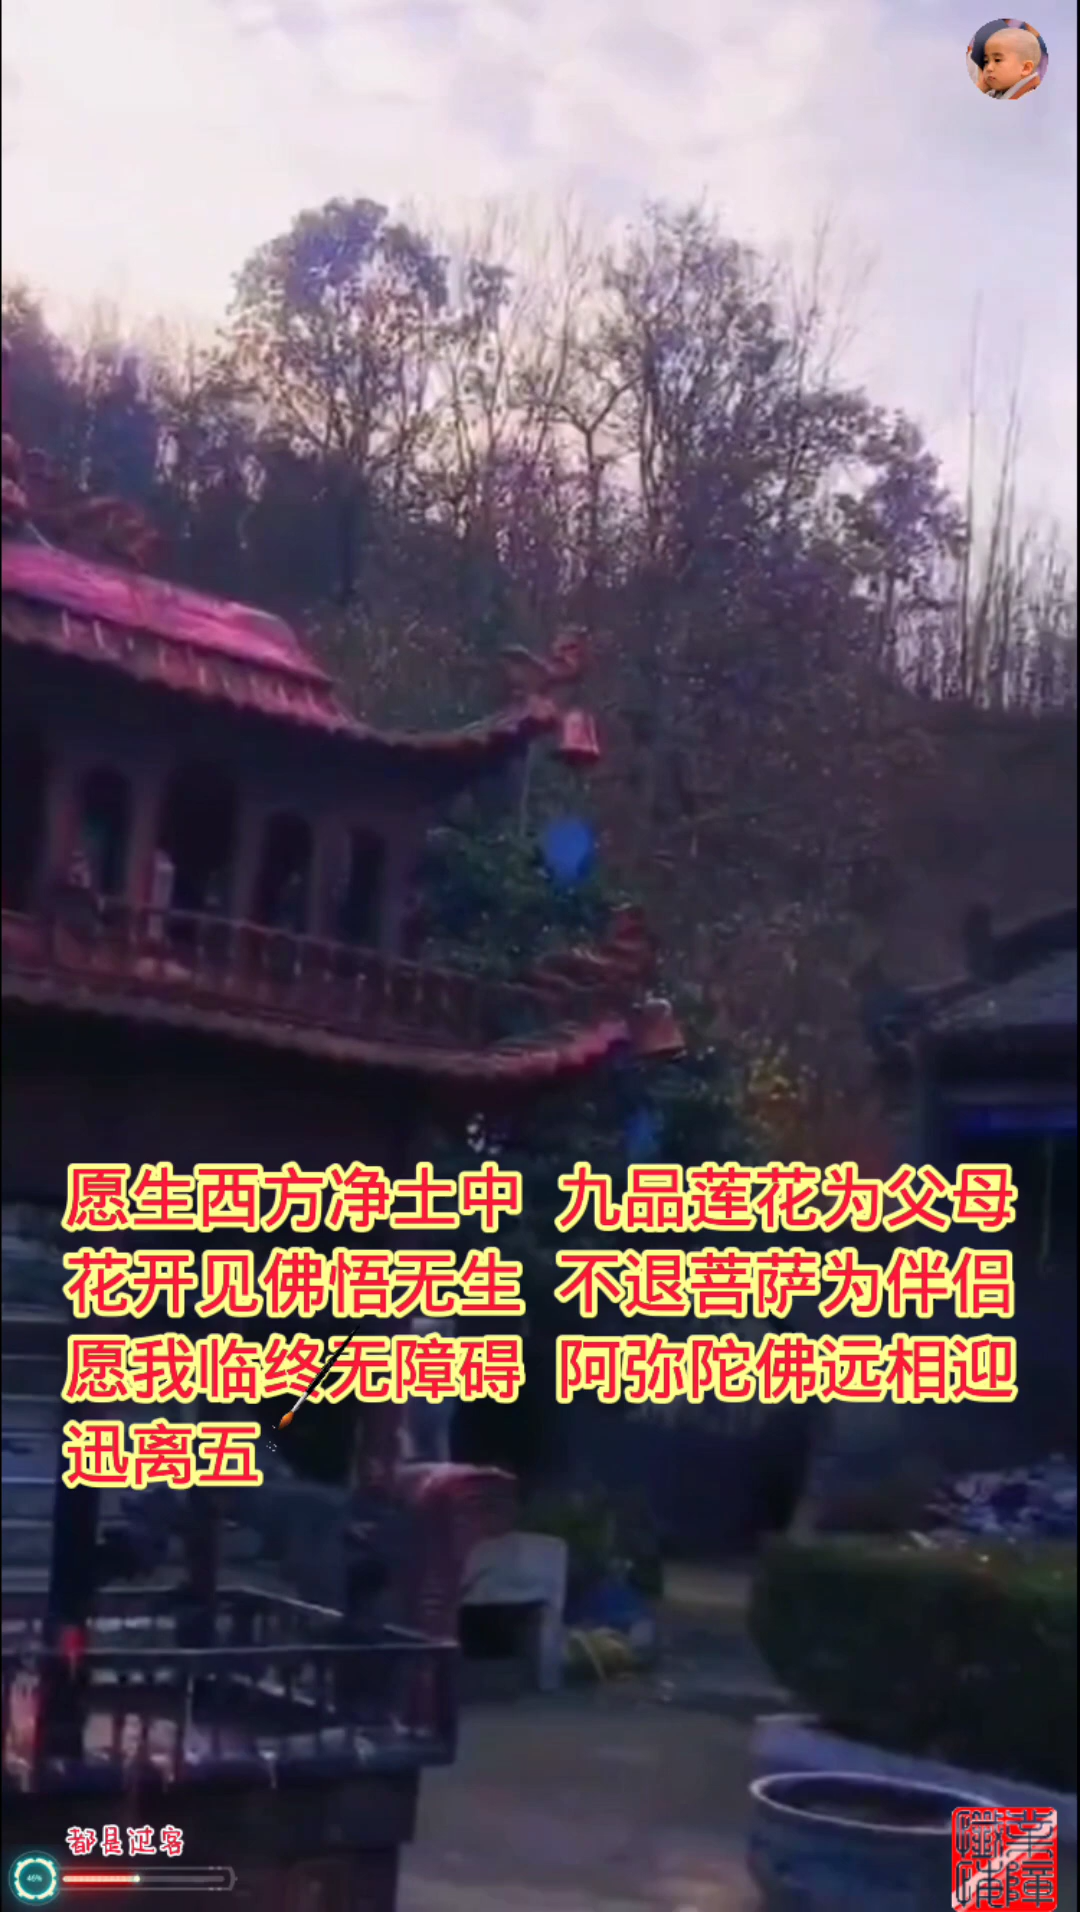 愿生西方净土中 九品莲花为父母
花开见佛悟无生 不退菩萨为伴侣
愿我临终无障碍 阿弥陀佛远相迎
迅离五
都是过客
46%